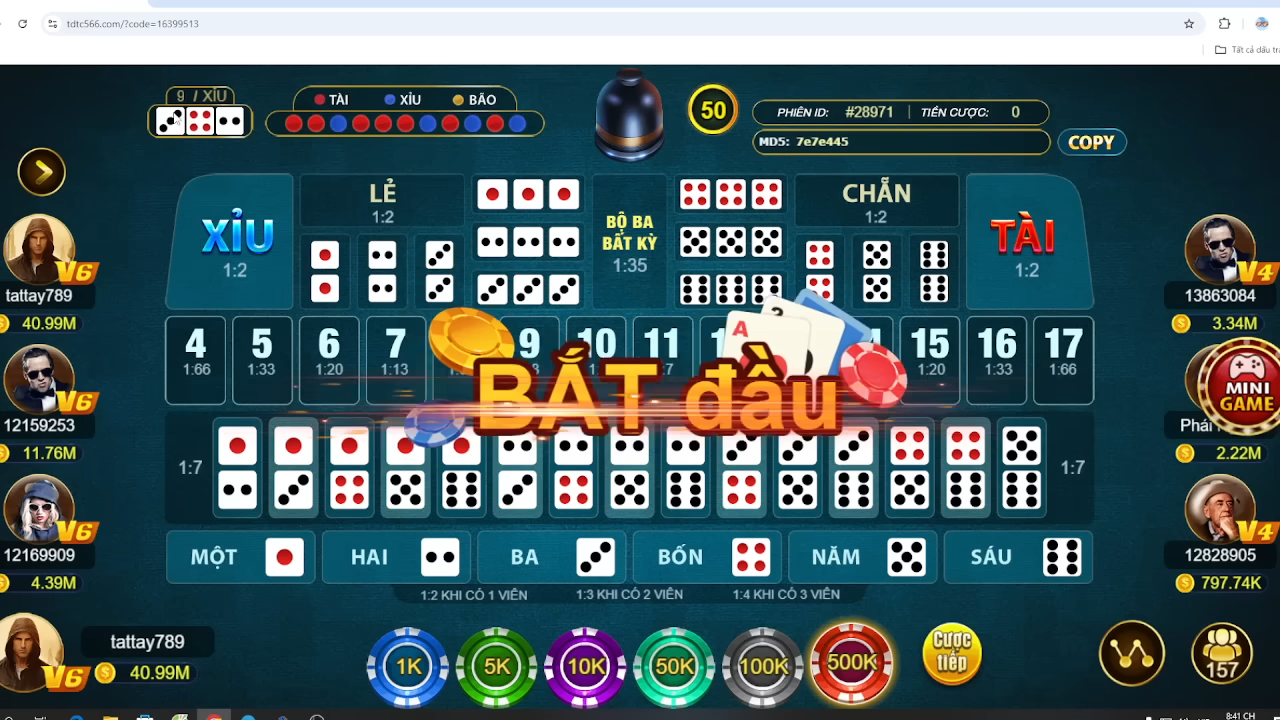 tdtc566.com/?code=16399513
9 / XỈU
TÀI
XỈU
BÃO
50
PHIÊN ID: #28971
TIỀN CƯỢC: 0
MD5: 7e7e445
COPY
XỈU
1:2
LẺ
1:2
BỘ BA
BẤT KỲ
1:35
CHẴN
1:2
TÀI
1:2
tattay789
V6
40.99M
12159253
V6
11.76M
12169909
V6
4.39M
13863084
V4
3.34M
MINI
GAME
2.22M
12828905
V4
797.74K
4
1:66
5
1:33
6
1:20
7
1:13
9
10
11
15
1:20
16
1:33
17
1:66
A
BẮT đầu
1:7
1:7
MỘT
HAI
BA
BỐN
NĂM
SÁU
1:2 KHI CÓ 1 VIÊN
1:3 KHI CÓ 2 VIÊN
1:4 KHI CÓ 3 VIÊN
tattay789
V6
40.99M
1K
5K
10K
50K
100K
500K
Cược
tiếp
157
8:41 CH